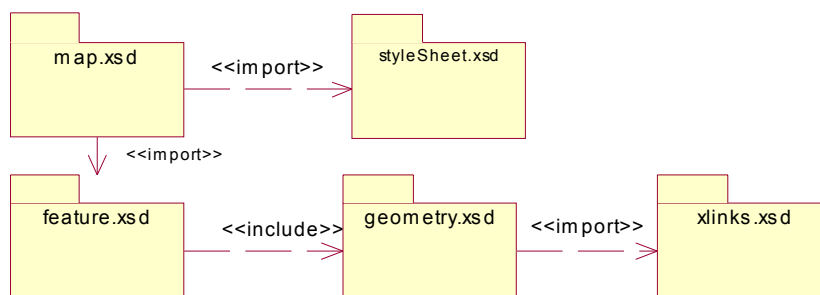 map.xsd
<<import>>
styleSheet.xsd
<<import>>
feature.xsd
<<include>>
geometry.xsd
<<import>>
xlinks.xsd